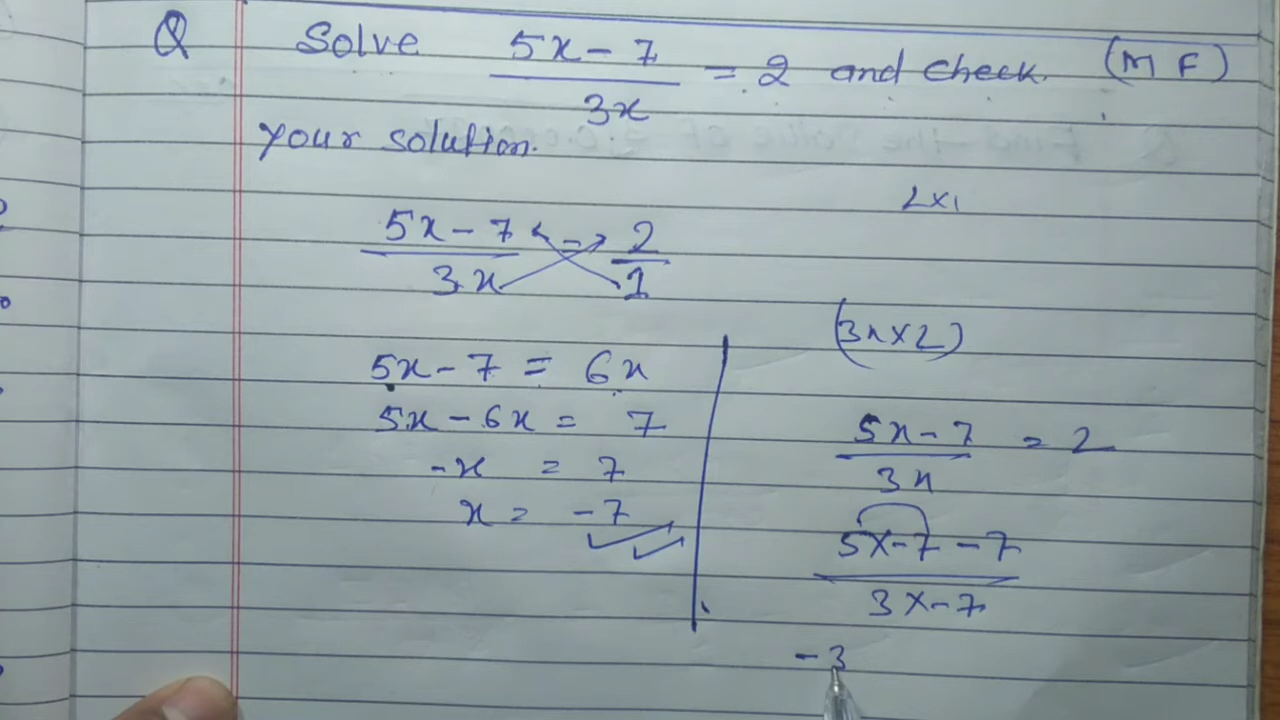 Q Solve 5x - 7 / 3x = 2 and check. (M F)
your solution.
2x1
5x - 7 / 3x = 2 / 1
(3x x 2)
5x - 7 = 6x
5x - 6x = 7
-x = 7
x = -7
5x - 7 / 3x = 2
5x-7 - 7 / 3x-7
-3